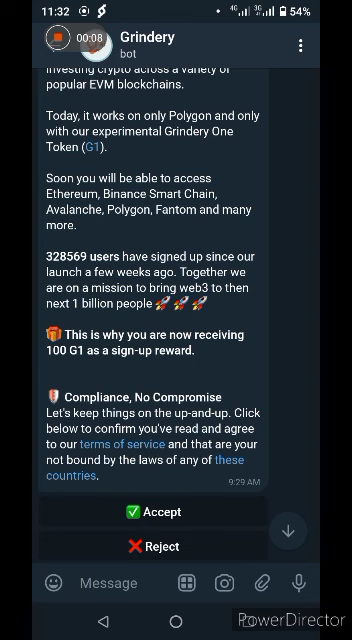 11:32
4G 3G 54%
00:08
Grindery
bot
investing crypto across a variety of
popular EVM blockchains.
Today, it works on only Polygon and only
with our experimental Grindery One
Token (G1).
Soon you will be able to access
Ethereum, Binance Smart Chain,
Avalanche, Polygon, Fantom and many
more.
328569 users have signed up since our
launch a few weeks ago. Together we
are on a mission to bring web3 to then
next 1 billion people 🚀 🚀 🚀
🎁 This is why you are now receiving
100 G1 as a sign-up reward.
Compliance, No Compromise
Let's keep things on the up-and-up. Click
below to confirm you've read and agree
to our terms of service and that are your
not bound by the laws of any of these
countries.
9:29 AM
✅ Accept
❌ Reject
Message
PowerDirector